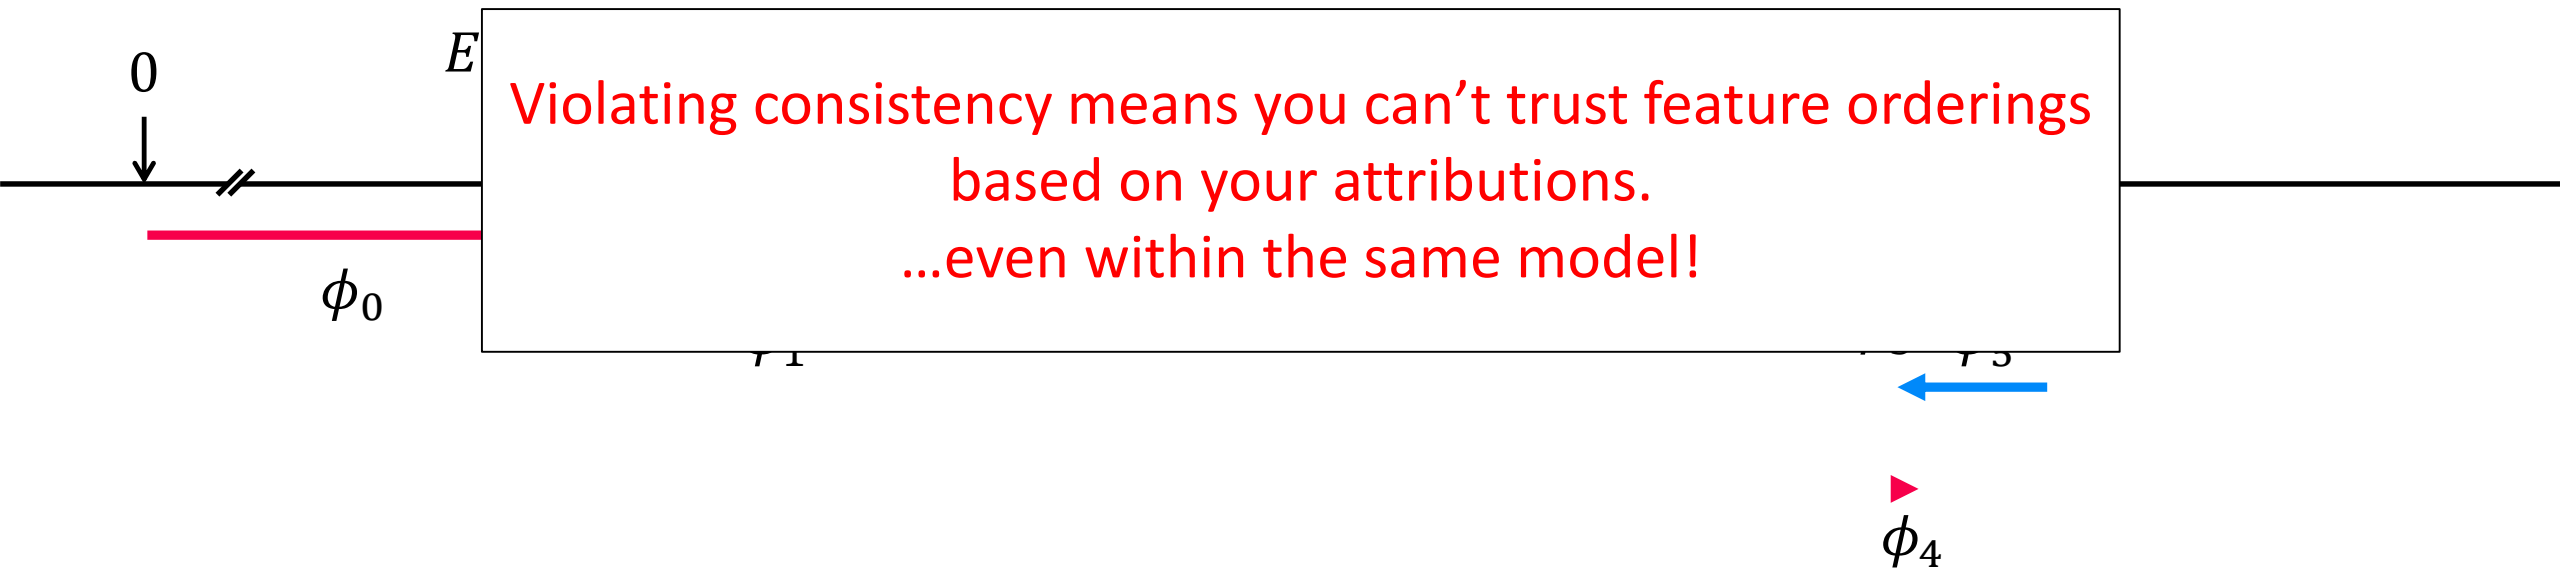 0
E
Violating consistency means you can’t trust feature orderings
based on your attributions.
…even within the same model!
ϕ₀
ϕ₄